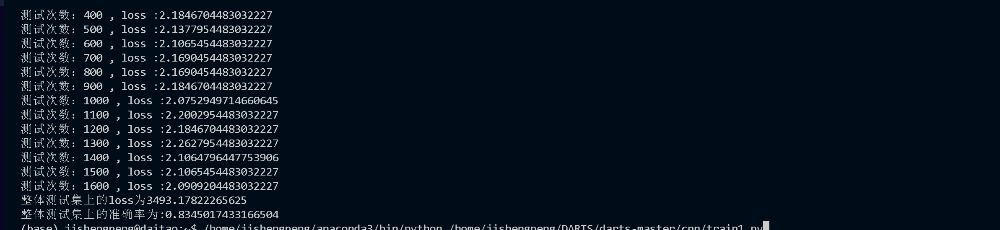 测试次数：400 , loss :2.1846704483032227
测试次数：500 , loss :2.1377954483032227
测试次数：600 , loss :2.1065454483032227
测试次数：700 , loss :2.1690454483032227
测试次数：800 , loss :2.1690454483032227
测试次数：900 , loss :2.1846704483032227
测试次数：1000 , loss :2.0752949714660645
测试次数：1100 , loss :2.2002954483032227
测试次数：1200 , loss :2.1846704483032227
测试次数：1300 , loss :2.2627954483032227
测试次数：1400 , loss :2.1064796447753906
测试次数：1500 , loss :2.1065454483032227
测试次数：1600 , loss :2.0909204483032227
整体测试集上的loss为3493.17822265625
整体测试集上的准确率为:0.8345017433166504
(base) jishengpeng@daitao:~$ /home/jishengpeng/anaconda3/bin/python /home/jishengpeng/DARTS/darts-master/cnn/train1.py